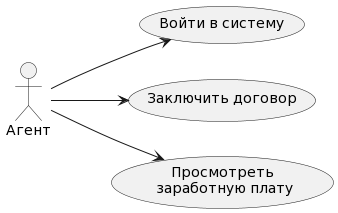 Войти в систему
Заключить договор
Агент
Просмотреть
заработную плату